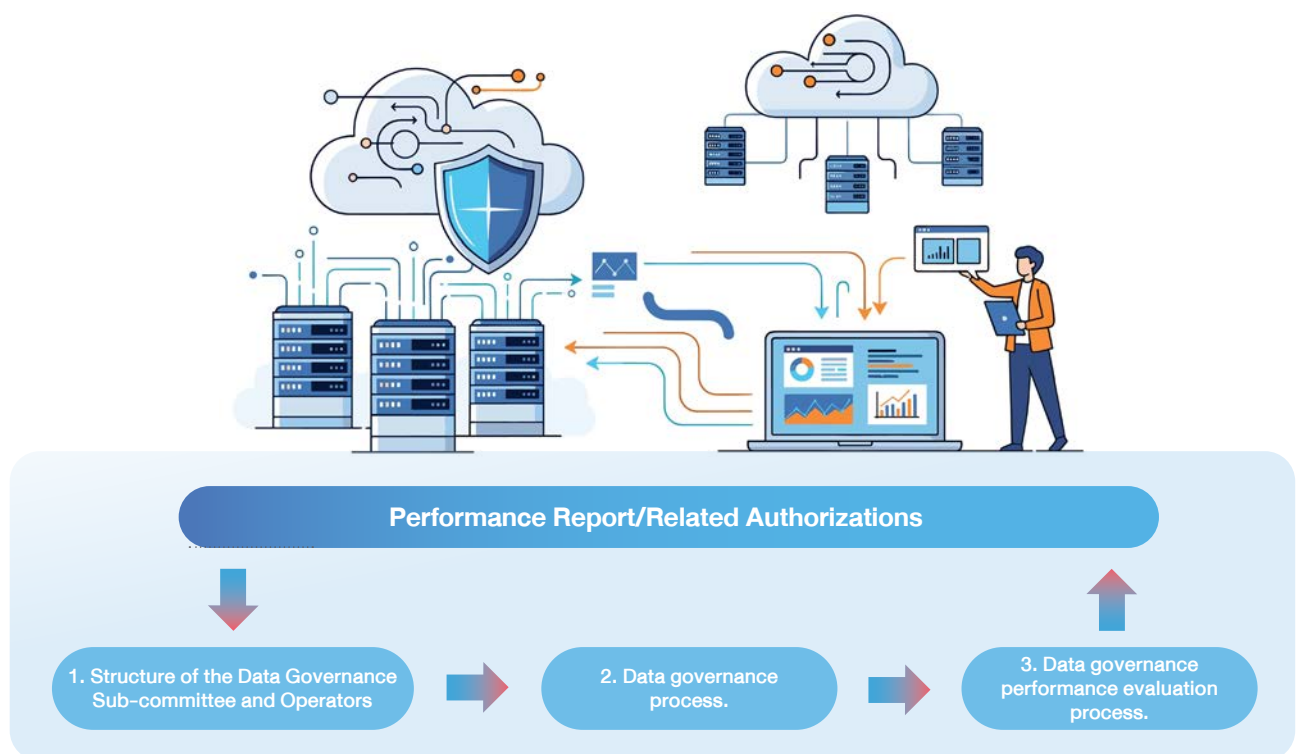 Performance Report/Related Authorizations
1. Structure of the Data Governance
Sub-committee and Operators
2. Data governance
process.
3. Data governance
performance evaluation
process.